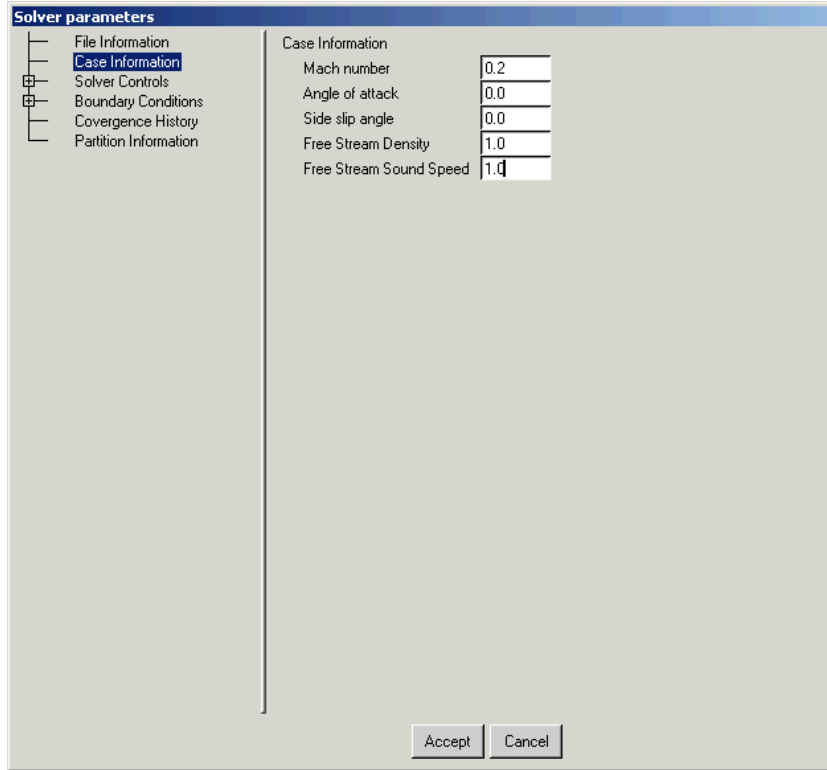 Solver parameters
File Information
Case Information
Solver Controls
Boundary Conditions
Covergence History
Partition Information
Case Information
Mach number 0.2
Angle of attack 0.0
Side slip angle 0.0
Free Stream Density 1.0
Free Stream Sound Speed 1.0
Accept Cancel